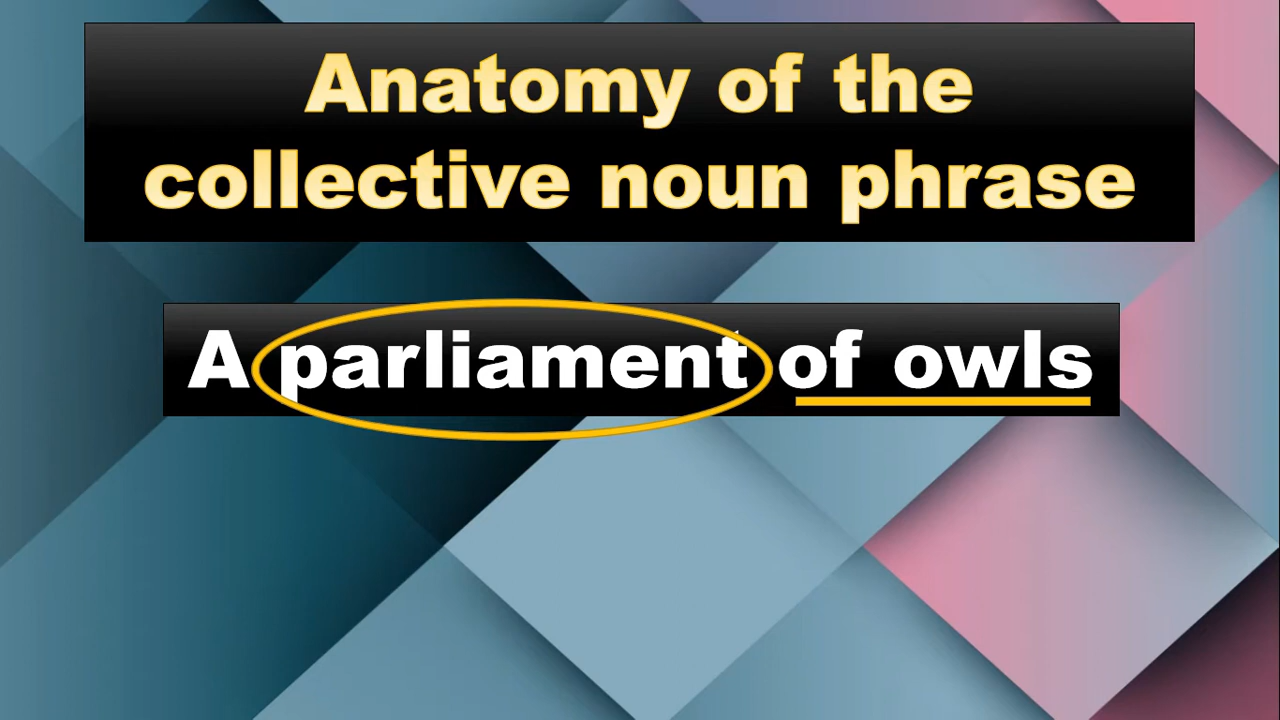 Anatomy of the
collective noun phrase
A parliament of owls